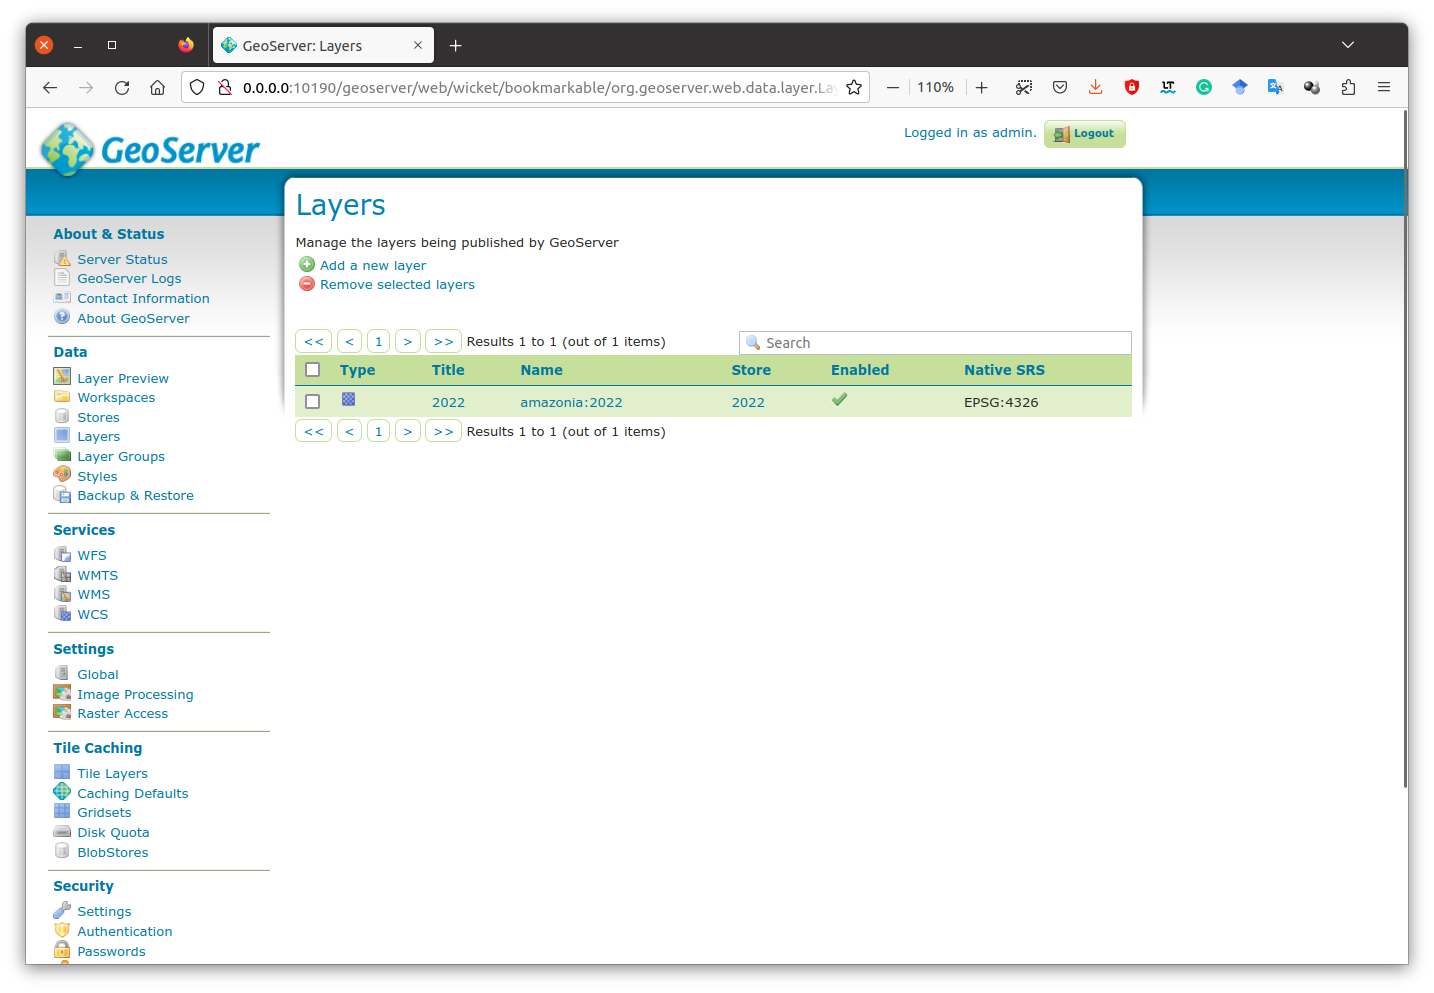 GeoServer: Layers
0.0.0.0:10190/geoserver/web/wicket/bookmarkable/org.geoserver.web.data.layer.La
110%
GeoServer
Logged in as admin.
Logout
About & Status
Server Status
GeoServer Logs
Contact Information
About GeoServer
Data
Layer Preview
Workspaces
Stores
Layers
Layer Groups
Styles
Backup & Restore
Services
WFS
WMTS
WMS
WCS
Settings
Global
Image Processing
Raster Access
Tile Caching
Tile Layers
Caching Defaults
Gridsets
Disk Quota
BlobStores
Security
Settings
Authentication
Passwords
Layers
Manage the layers being published by GeoServer
Add a new layer
Remove selected layers
<< < 1 > >> Results 1 to 1 (out of 1 items)
Search
Type Title Name Store Enabled Native SRS
2022 amazonia:2022 2022 EPSG:4326
<< < 1 > >> Results 1 to 1 (out of 1 items)